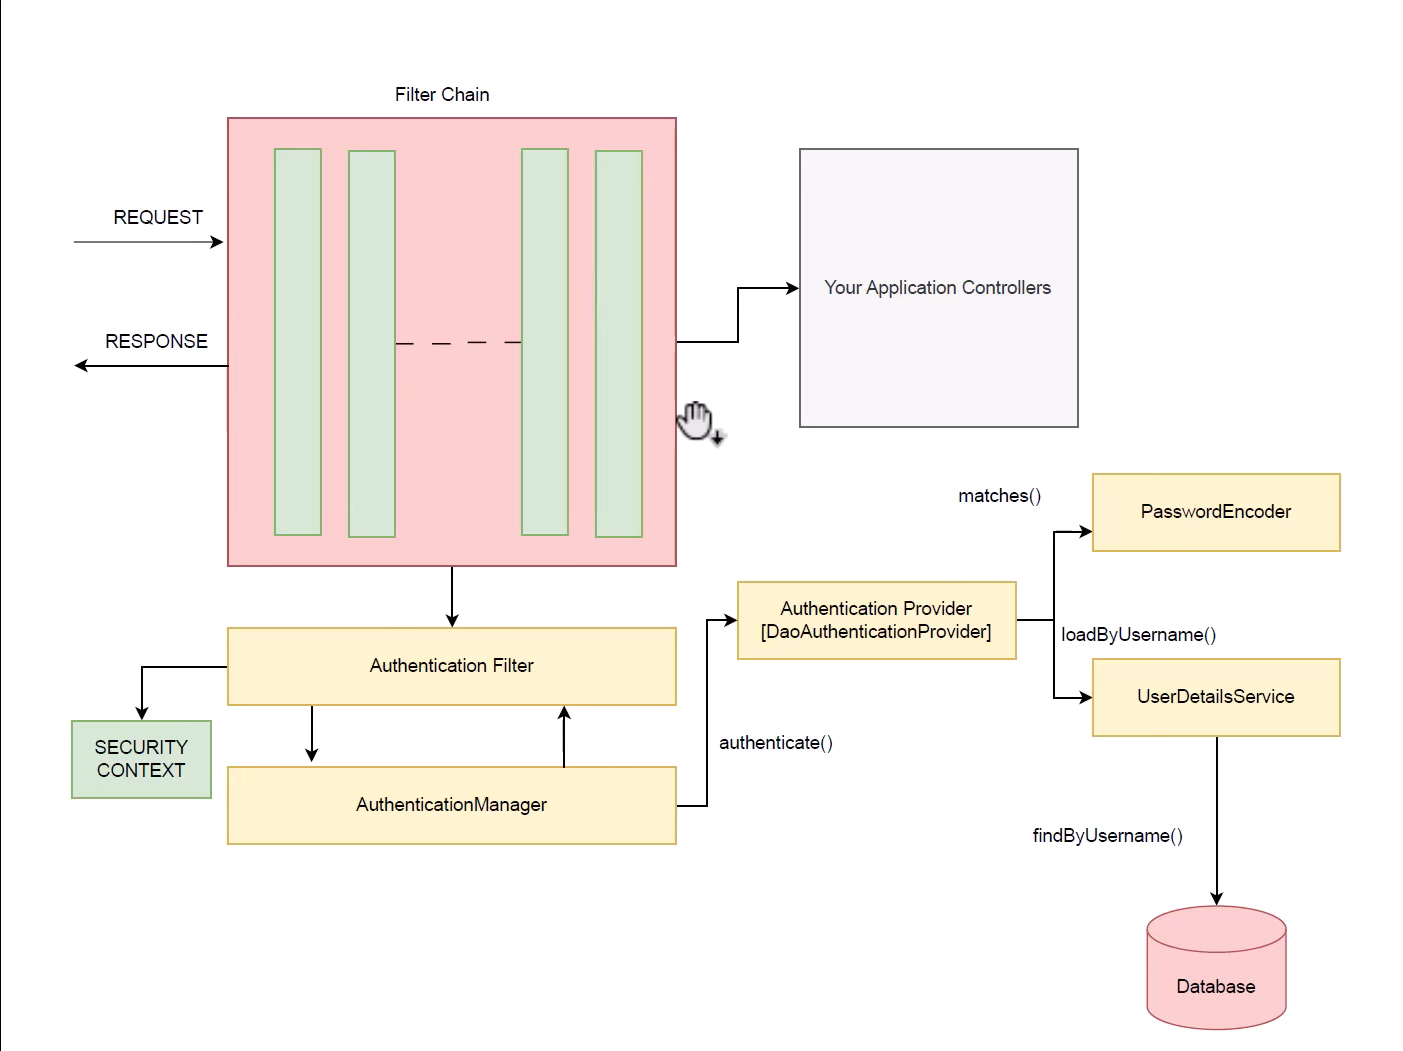 Filter Chain
REQUEST
RESPONSE
Your Application Controllers
matches()
PasswordEncoder
Authentication Provider
[DaoAuthenticationProvider]
loadByUsername()
UserDetailsService
Authentication Filter
SECURITY
CONTEXT
authenticate()
AuthenticationManager
findByUsername()
Database